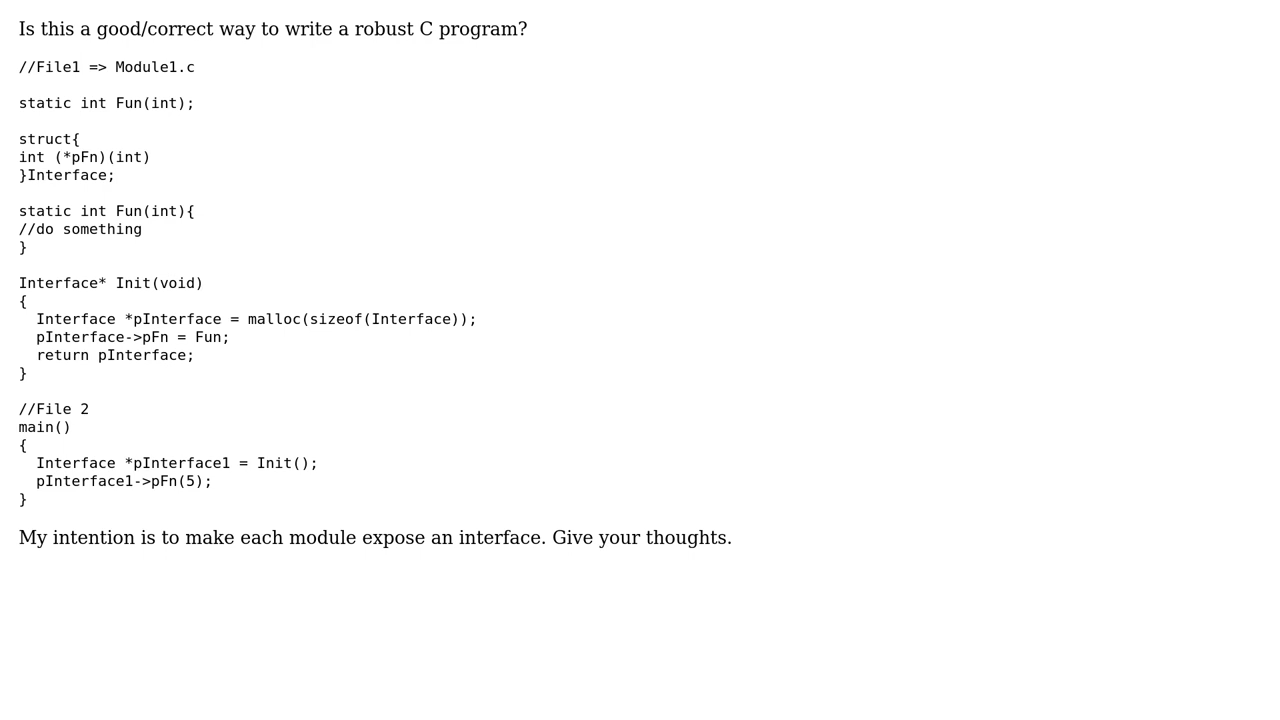 Is this a good/correct way to write a robust C program?
//File1 => Module1.c
static int Fun(int);
struct{
int (*pFn)(int)
}Interface;
static int Fun(int){
//do something
}
Interface* Init(void)
{
  Interface *pInterface = malloc(sizeof(Interface));
  pInterface->pFn = Fun;
  return pInterface;
}
//File 2
main()
{
  Interface *pInterface1 = Init();
  pInterface1->pFn(5);
}
My intention is to make each module expose an interface. Give your thoughts.